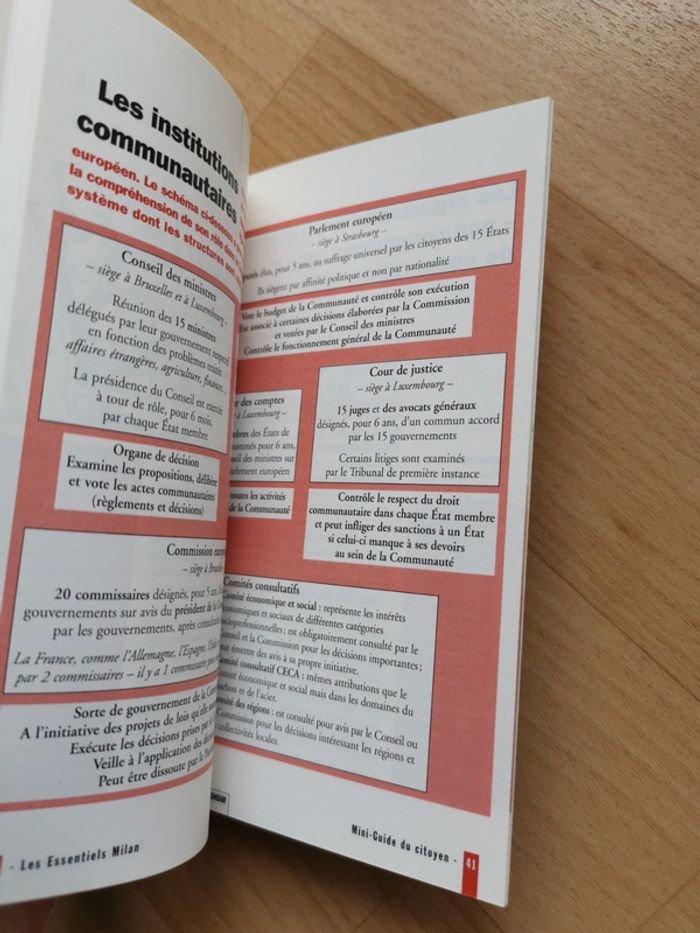 Les institutions
communautaires
européen. Le schéma ci-dessous
la compréhension de son rôle dans
système dont les structures sont
Conseil des ministres
– siège à Bruxelles et à Luxembourg –
Réunion des 15 ministres
délégués par leur gouvernement respectif
en fonction des problèmes traités
affaires étrangères, agriculture, finances...
La présidence du Conseil est exercée
à tour de rôle, pour 6 mois,
par chaque État membre
Organe de décision
Examine les propositions, délibère
et vote les actes communautaires
(règlements et décisions)
Commission
– siège à
20 commissaires désignés, pour 5 ans,
gouvernements sur avis du président de la
par les gouvernements, après
La France, comme l'Allemagne, l'Espagne,
par 2 commissaires – il y a 1 commissaire
Sorte de gouvernement de la
A l'initiative des projets de lois qu'elle
Exécute les décisions prises par
Veille à l'application des
Peut être dissoute par le
- Les Essentiels Milan
Parlement européen
– siège à Strasbourg –
élus, pour 5 ans, au suffrage universel par les citoyens des 15 États
Ils siègent par affinité politique et non par nationalité
Vote le budget de la Communauté et contrôle son exécution
Est associé à certaines décisions élaborées par la Commission
et votées par le Conseil des ministres
Contrôle le fonctionnement général de la Communauté
des comptes
à Luxembourg –
des États de
pour 6 ans,
des ministres sur
européen
toutes les activités
de la Communauté
Cour de justice
– siège à Luxembourg –
15 juges et des avocats généraux
désignés, pour 6 ans, d'un commun accord
par les 15 gouvernements
Certains litiges sont examinés
par le Tribunal de première instance
Contrôle le respect du droit
communautaire dans chaque État membre
et peut infliger des sanctions à un État
si celui-ci manque à ses devoirs
au sein de la Communauté
Comités consultatifs
Comité économique et social : représente les intérêts
économiques et sociaux de différentes catégories
socioprofessionnelles ; est obligatoirement consulté par le
Conseil et la Commission pour les décisions importantes ;
peut émettre des avis à sa propre initiative.
Comité consultatif CECA : mêmes attributions que le
Comité économique et social mais dans les domaines du
charbon et de l'acier.
Comité des régions : est consulté pour avis par le Conseil ou
Commission pour les décisions intéressant les régions et
collectivités locales.
Mini-Guide du citoyen - 41